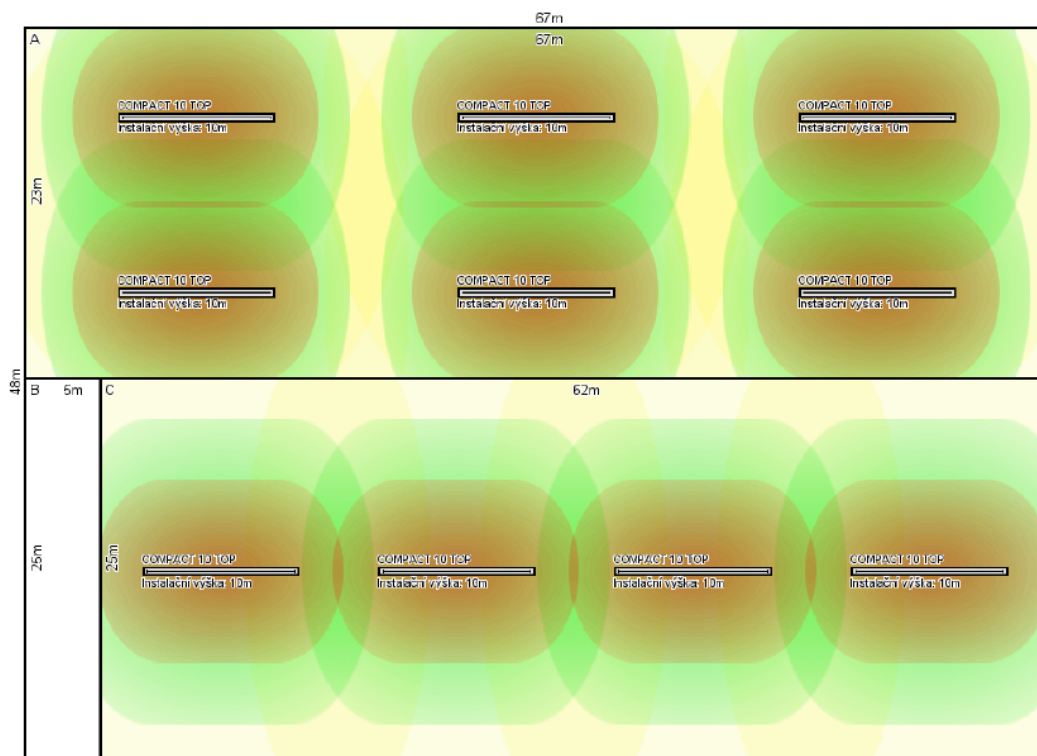 67m
A
67m
COMPACT 10 TOP
Instalační výška: 10m
COMPACT 10 TOP
Instalační výška: 10m
COMPACT 10 TOP
Instalační výška: 10m
23m
COMPACT 10 TOP
Instalační výška: 10m
COMPACT 10 TOP
Instalační výška: 10m
COMPACT 10 TOP
Instalační výška: 10m
48m
B
5m
C
62m
25m
25m
COMPACT 10 TOP
Instalační výška: 10m
COMPACT 10 TOP
Instalační výška: 10m
COMPACT 10 TOP
Instalační výška: 10m
COMPACT 10 TOP
Instalační výška: 10m